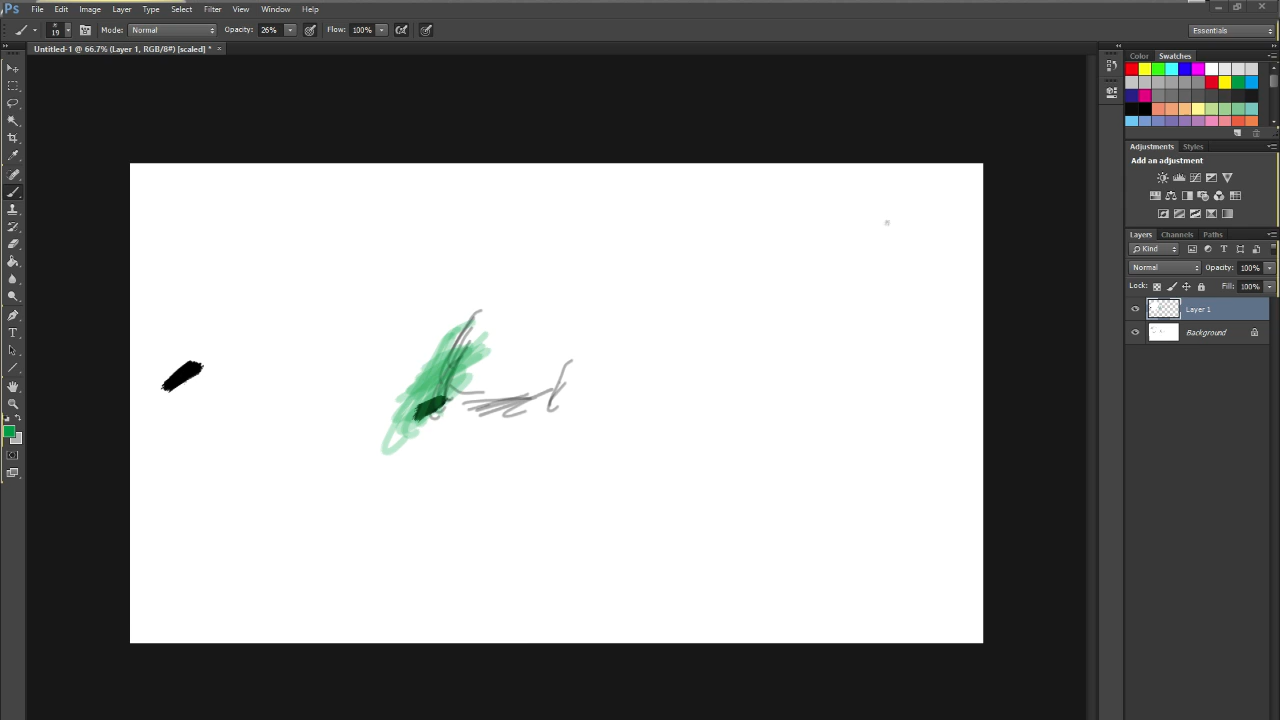 Ps File Edit Image Layer Type Select Filter View Window Help
19 Mode: Normal Opacity: 26% Flow: 100% Essentials
Untitled-1 @ 66.7% (Layer 1, RGB/8#) [scaled] * ×
Color Swatches
Adjustments Styles
Add an adjustment
Layers Channels Paths
Kind
Normal Opacity: 100%
Lock: Fill: 100%
Layer 1
Background